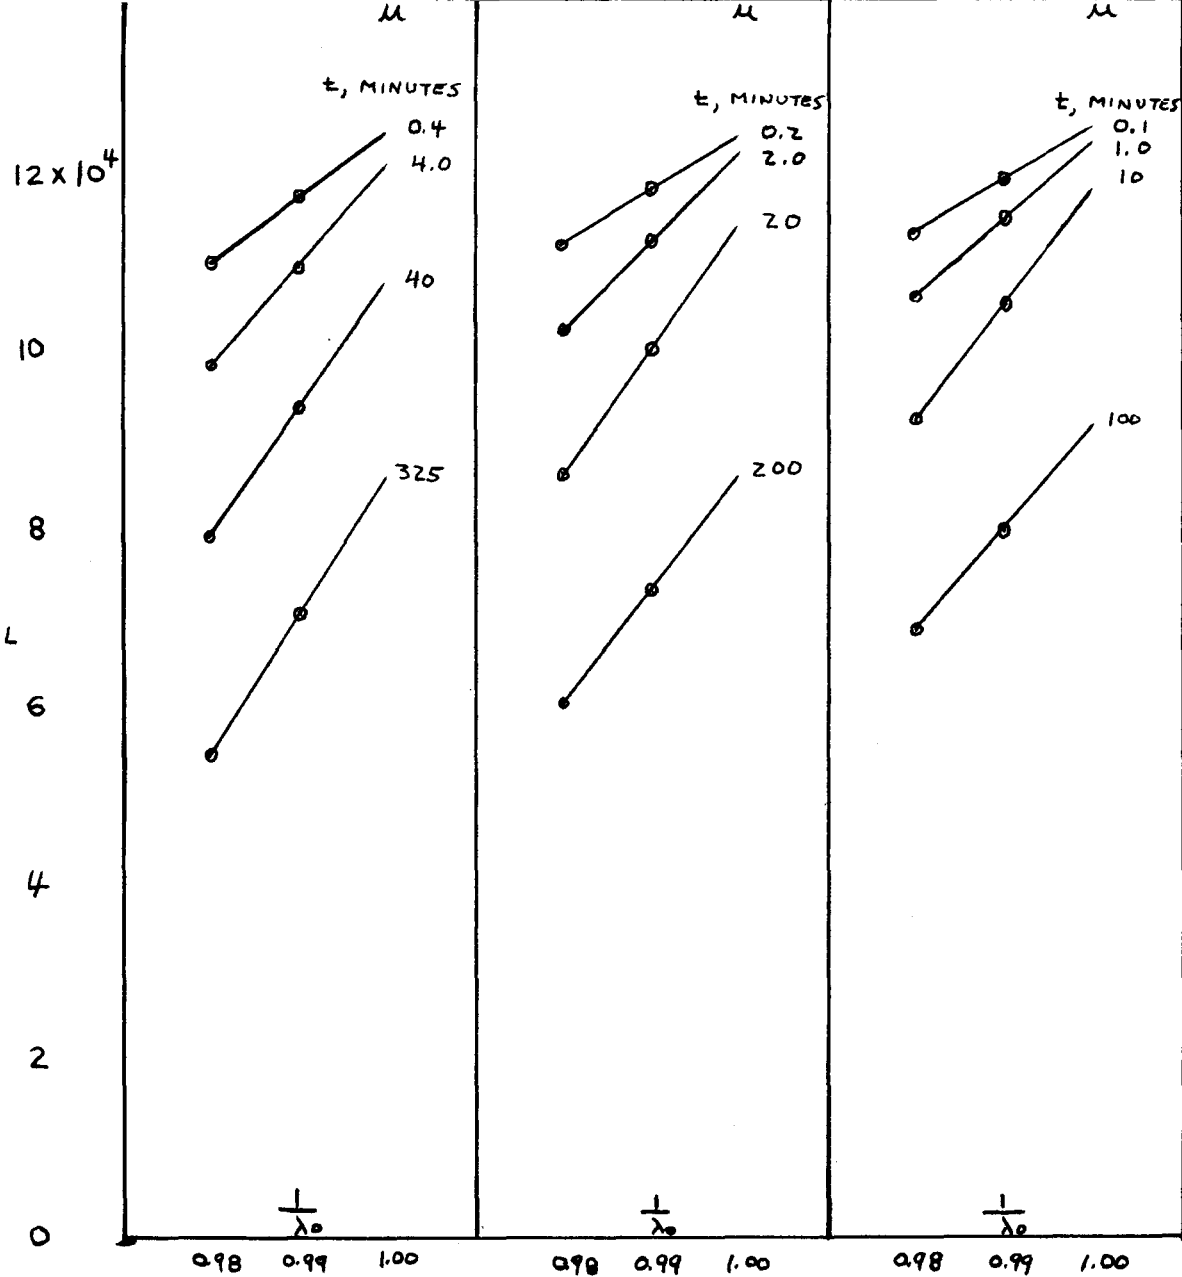 μ μ μ
t, MINUTES t, MINUTES t, MINUTES
0.4 0.2 0.1
4.0 2.0 1.0
12 x 10⁴ 20 10
40
10
325 200 100
8
L
6
4
2
1/λ₀ 1/λ₀ 1/λ₀
0
0.98 0.99 1.00 0.98 0.99 1.00 0.98 0.99 1.00